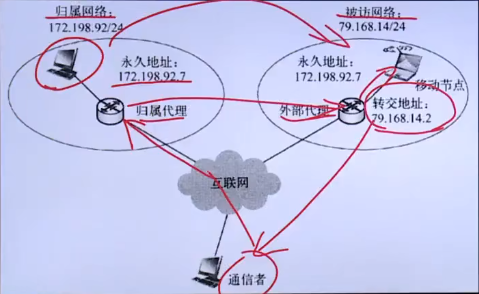 归属网络：
172.198.92/24
被访网络：
79.168.14/24
永久地址：
172.198.92.7
永久地址：
172.198.92.7
移动节点
归属代理
外部代理
转交地址：
79.168.14.2
互联网
通信者